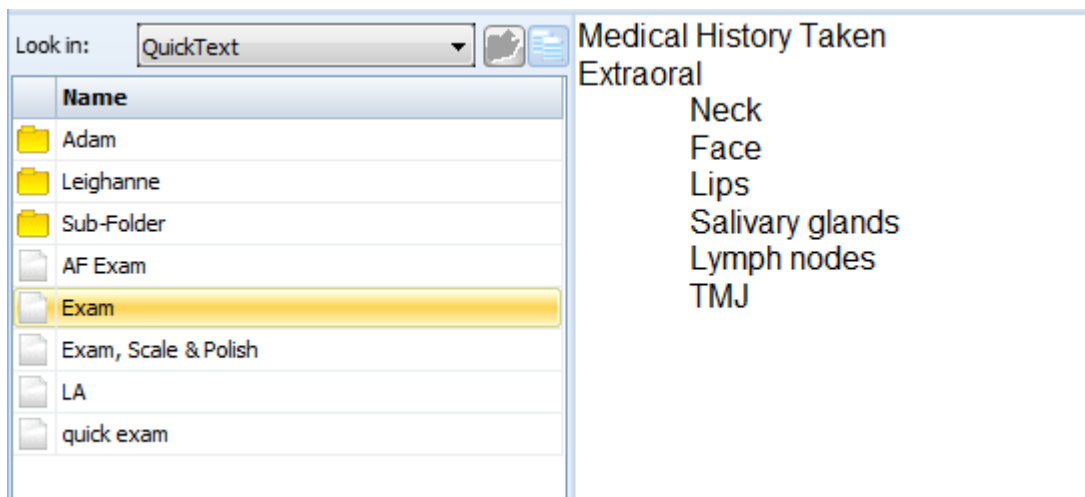 Look in: QuickText
Name
Adam
Leighanne
Sub-Folder
AF Exam
Exam
Exam, Scale & Polish
LA
quick exam
Medical History Taken
Extraoral
Neck
Face
Lips
Salivary glands
Lymph nodes
TMJ